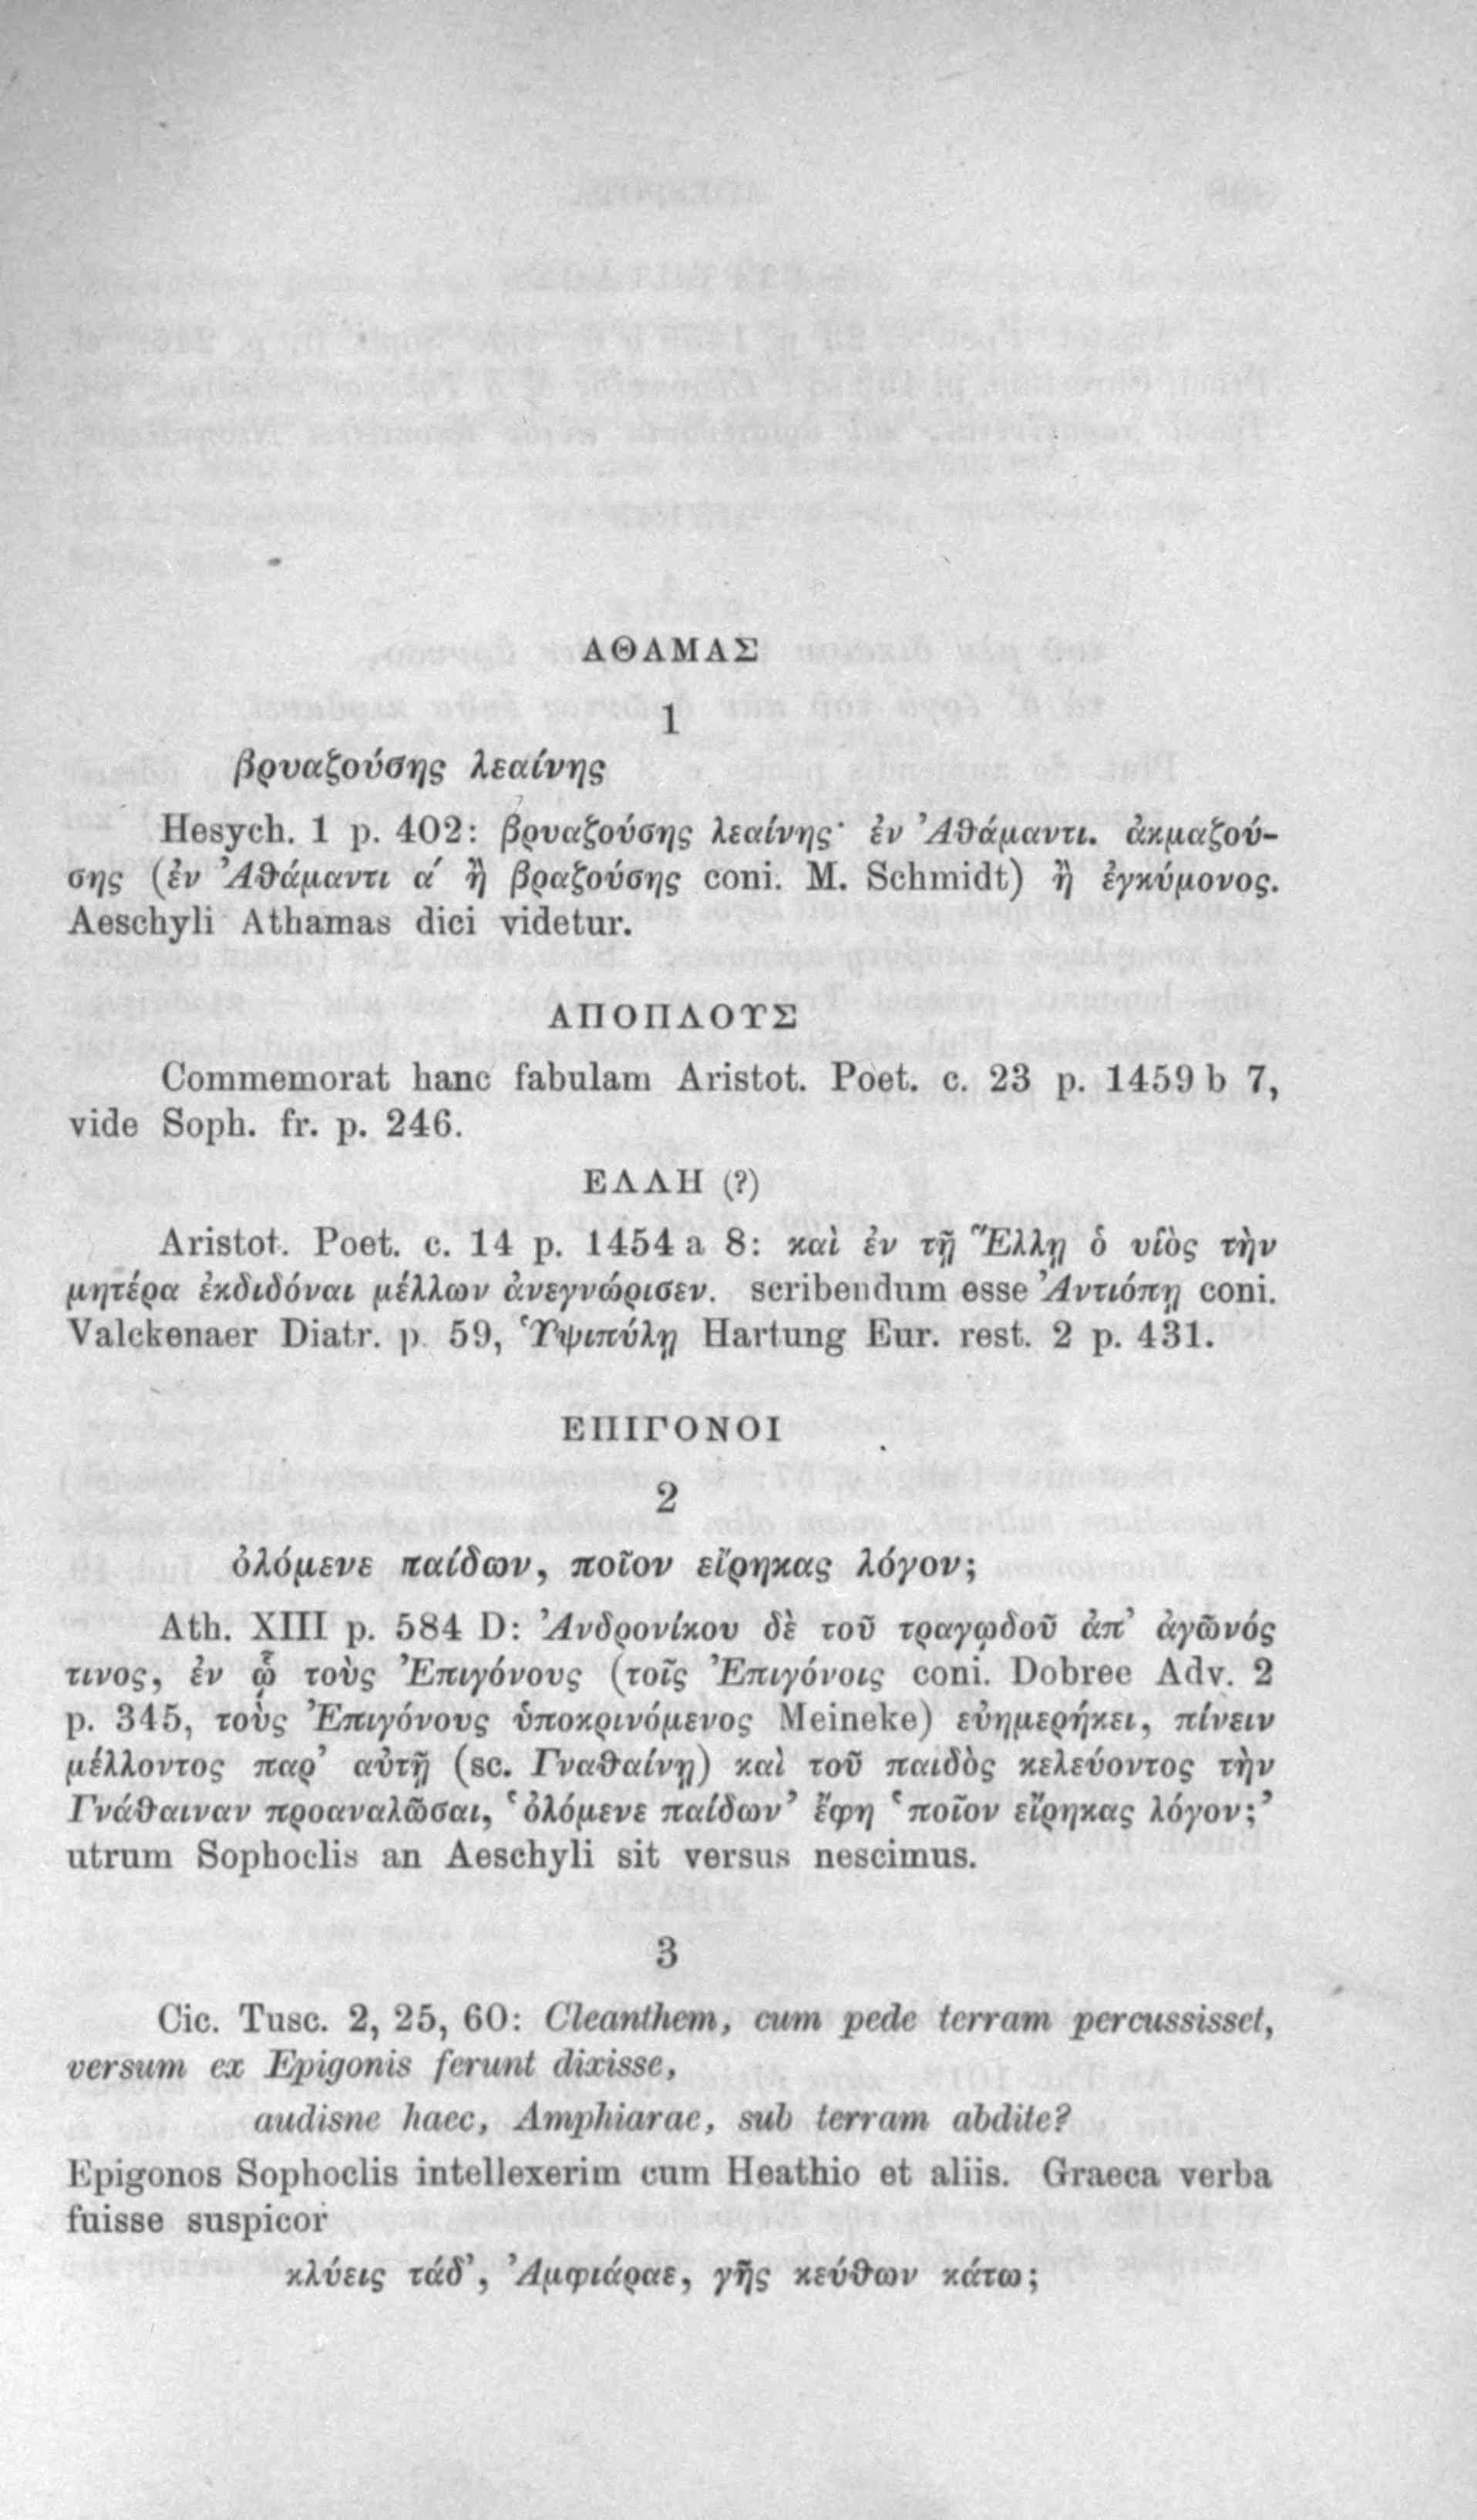 ΑΘΑΜΑΣ
1
βρυαζούσης λεαίνης
Hesych. 1 p. 402: βρυαζούσης λεαίνης· ἐν Ἀθάμαντι. ἀκμαζού-
σης (ἐν Ἀθάμαντι α´ ἢ βραζούσης coni. M. Schmidt) ἢ ἐγκύμονος.
Aeschyli Athamas dici videtur.
ΑΠΟΠΛΟΥΣ
Commemorat hanc fabulam Aristot. Poet. c. 23 p. 1459 b 7,
vide Soph. fr. p. 246.
ΕΛΛΗ (?)
Aristot. Poet. c. 14 p. 1454 a 8: καὶ ἐν τῇ Ἕλλῃ ὁ υἱὸς τὴν
μητέρα ἐκδιδόναι μέλλων ἀνεγνώρισεν. scribendum esse Ἀντιόπῃ coni.
Valckenaer Diatr. p. 59, Ὑψιπύλῃ Hartung Eur. rest. 2 p. 431.
ΕΠΙΓΟΝΟΙ
2
ὀλόμενε παίδων, ποῖον εἴρηκας λόγον;
Ath. XIII p. 584 D: Ἀνδρονίκου δὲ τοῦ τραγῳδοῦ ἀπ’ ἀγῶνός
τινος, ἐν ᾧ τοὺς Ἐπιγόνους (τοῖς Ἐπιγόνοις coni. Dobree Adv. 2
p. 345, τοὺς Ἐπιγόνους ὑποκρινόμενος Meineke) εὐημερήκει, πίνειν
μέλλοντος παρ’ αὐτῇ (sc. Γναθαίνῃ) καὶ τοῦ παιδὸς κελεύοντος τὴν
Γνάθαιναν προαναλῶσαι, ‘ὀλόμενε παίδων’ ἔφη ‘ποῖον εἴρηκας λόγον;’
utrum Sophoclis an Aeschyli sit versus nescimus.
3
Cic. Tusc. 2, 25, 60: Cleanthem, cum pede terram percussisset,
versum ex Epigonis ferunt dixisse,
audisne haec, Amphiarae, sub terram abdite?
Epigonos Sophoclis intellexerim cum Heathio et aliis. Graeca verba
fuisse suspicor
κλύεις τάδ’, Ἀμφιάραε, γῆς κεύθων κάτω;